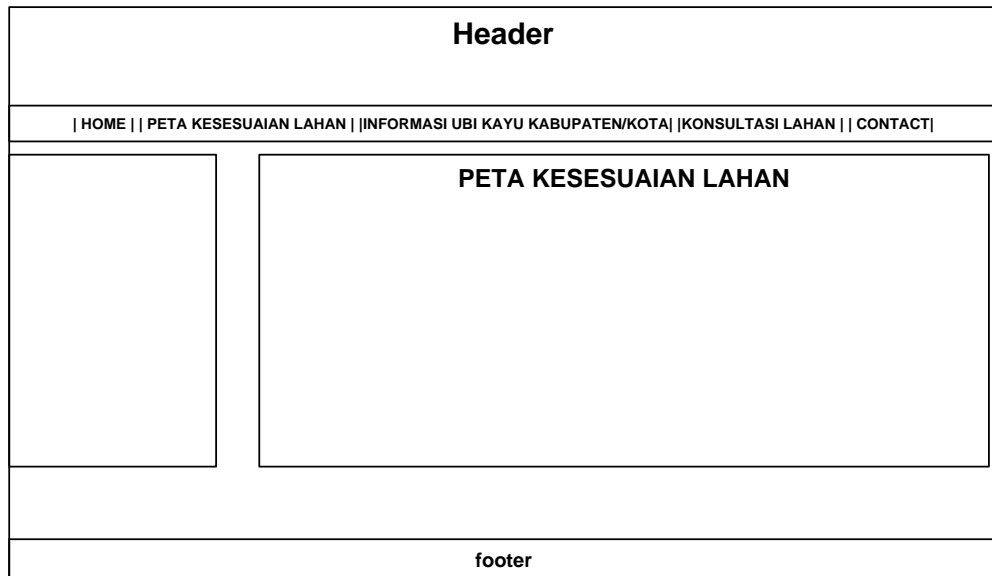 Header
| HOME | | PETA KESESUAIAN LAHAN | |INFORMASI UBI KAYU KABUPATEN/KOTA| |KONSULTASI LAHAN | | CONTACT|
PETA KESESUAIAN LAHAN
footer